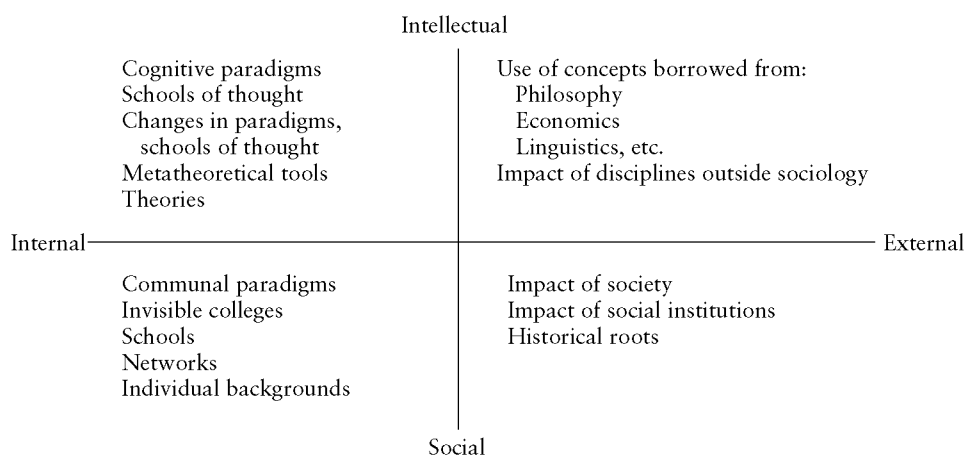 Intellectual
Cognitive paradigms
Schools of thought
Changes in paradigms,
schools of thought
Metatheoretical tools
Theories
Use of concepts borrowed from:
Philosophy
Economics
Linguistics, etc.
Impact of disciplines outside sociology
Internal
External
Communal paradigms
Invisible colleges
Schools
Networks
Individual backgrounds
Impact of society
Impact of social institutions
Historical roots
Social